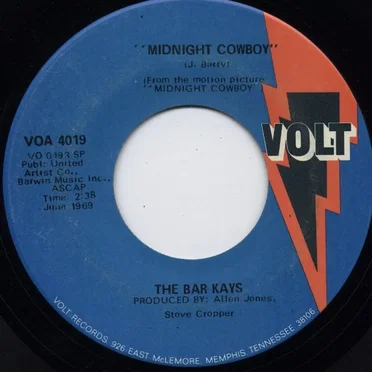 ''MIDNIGHT COWBOY''
(J. Barry)
(From the motion picture
''MIDNIGHT COWBOY')
VOA 4019
VO 0193 SP
Publ: United
Artist Co.,
Barwin Music Inc.,
ASCAP
Time: 2:38
June 1969
VOLT
THE BAR KAYS
PRODUCED BY: Allen Jones,
Steve Cropper
VOLT RECORDS 926 EAST McLEMORE, MEMPHIS TENNESSEE 38106